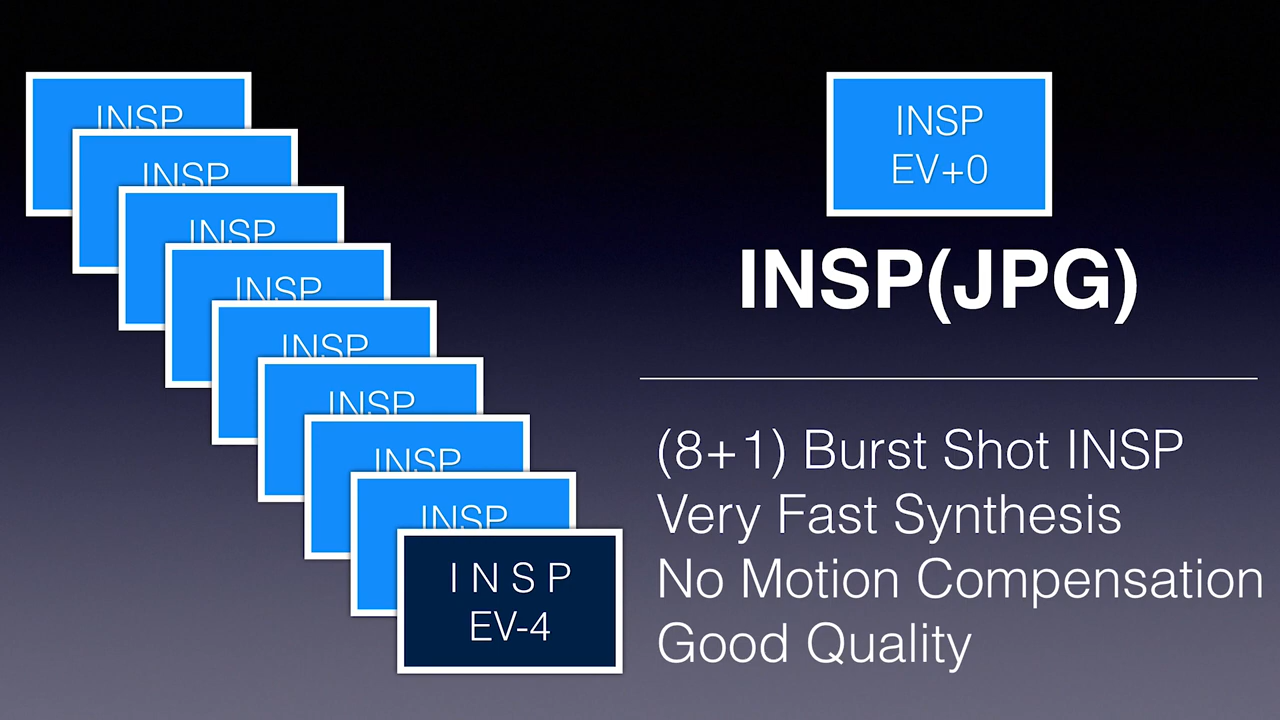 INSP
INSP
INSP
INSP
INSP
INSP
INSP
INSP
I N S P
EV-4
INSP
EV+0
INSP(JPG)
(8+1) Burst Shot INSP
Very Fast Synthesis
No Motion Compensation
Good Quality